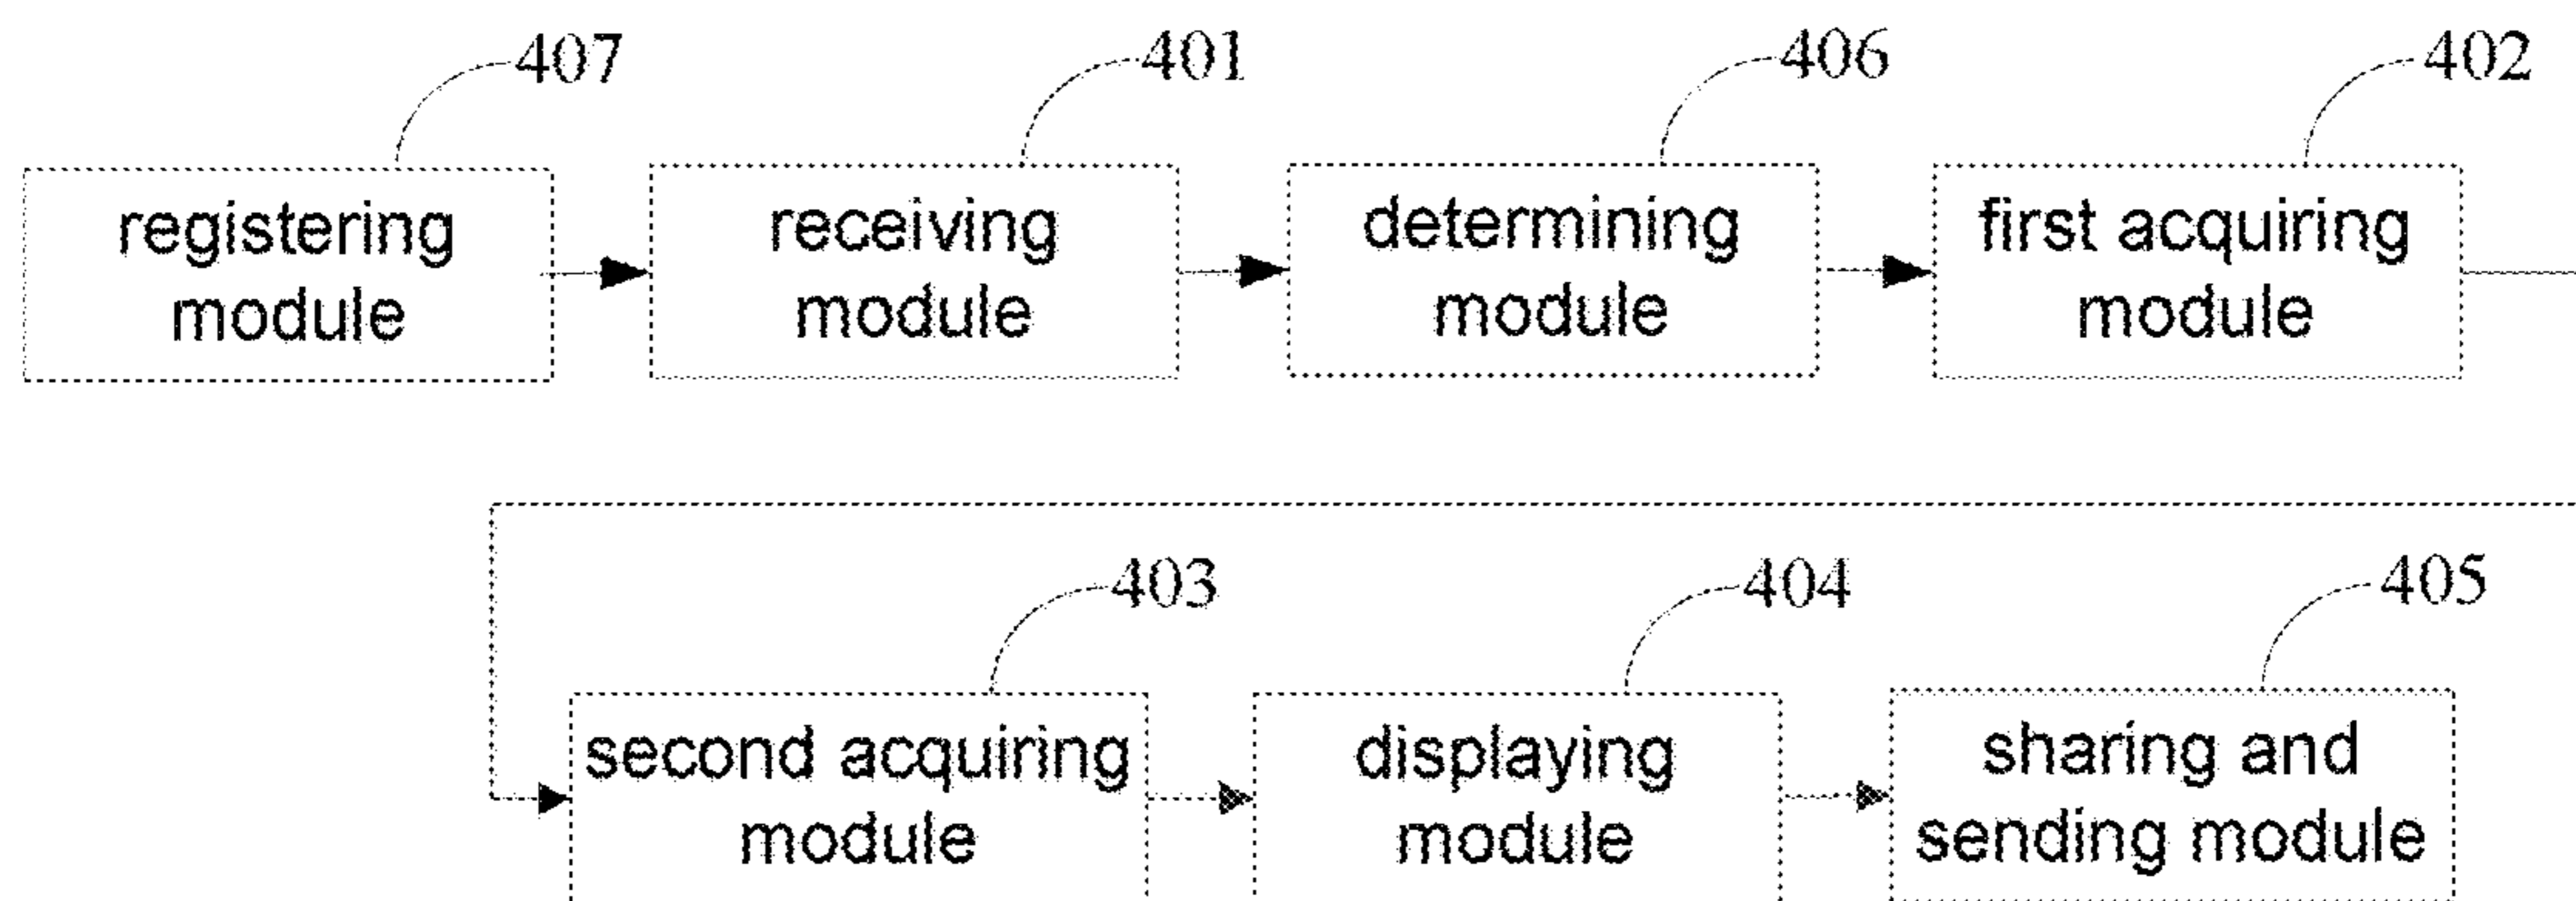 407
401
406
402
registering
module
receiving
module
determining
module
first acquiring
module
403
404
405
second acquiring
module
displaying
module
sharing and
sending module